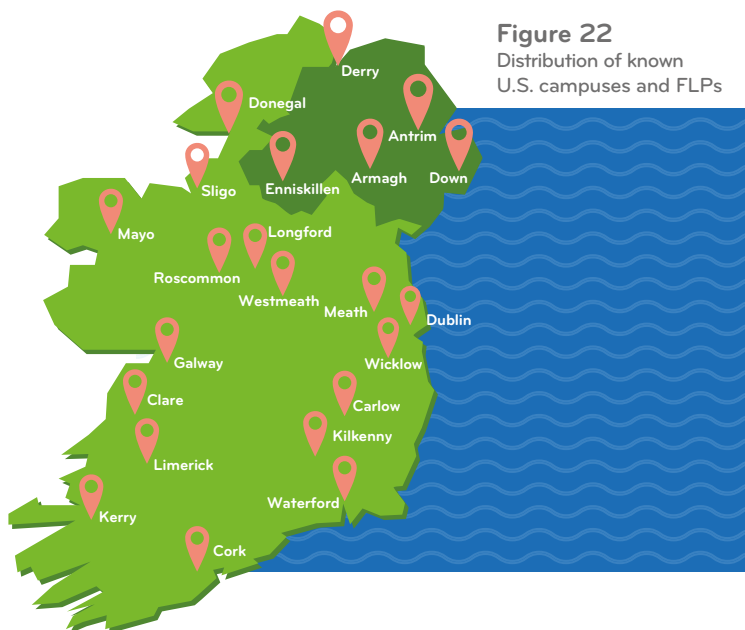 Figure 22
Distribution of known
U.S. campuses and FLPs
Derry
Donegal
Antrim
Armagh
Down
Enniskillen
Sligo
Mayo
Longford
Roscommon
Westmeath
Meath
Dublin
Wicklow
Galway
Clare
Carlow
Kilkenny
Limerick
Waterford
Kerry
Cork